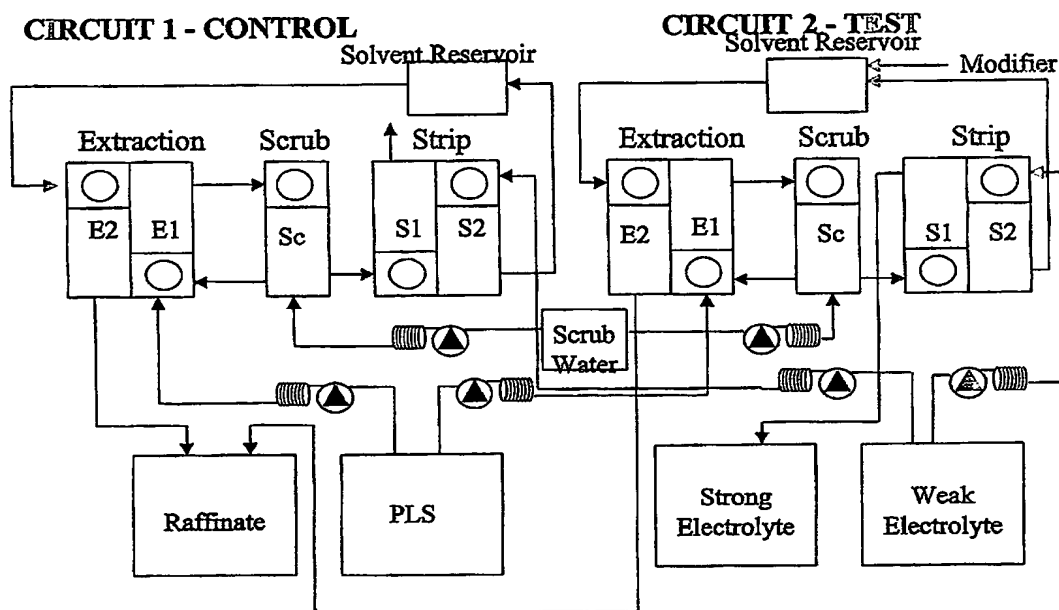 CIRCUIT 1 - CONTROL
CIRCUIT 2 - TEST
Solvent Reservoir
Solvent Reservoir
Modifier
Extraction
Scrub
Strip
Extraction
Scrub
Strip
E2
E1
Sc
S1
S2
E2
E1
Sc
S1
S2
Scrub
Water
Raffinate
PLS
Strong
Electrolyte
Weak
Electrolyte